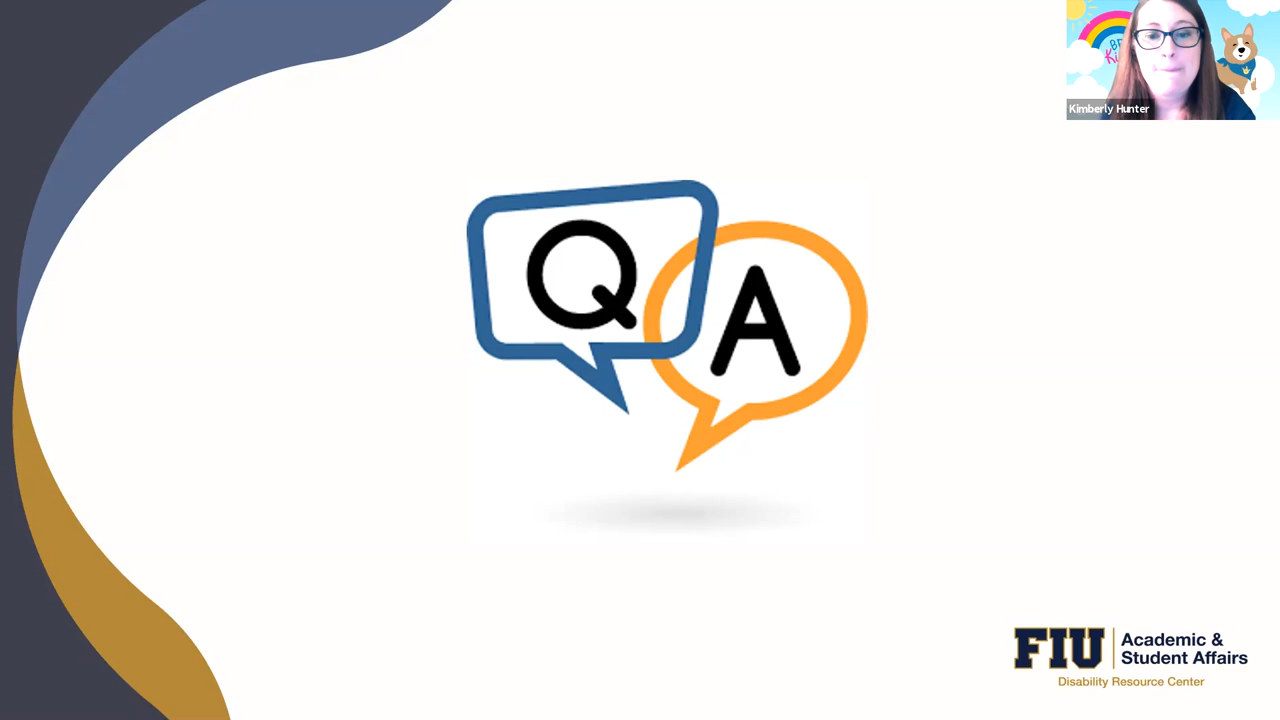 Kimberly Hunter
Q
A
FIU
Academic &
Student Affairs
Disability Resource Center